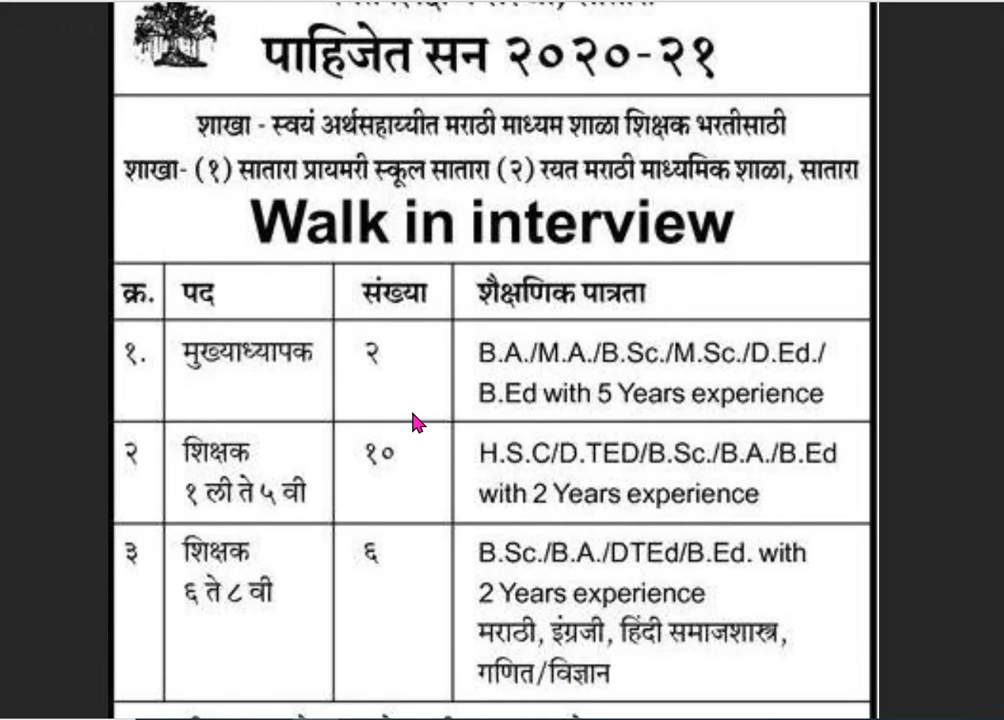 पाहिजेत सन २०२०-२१
शाखा - स्वयं अर्थसहाय्यीत मराठी माध्यम शाळा शिक्षक भरतीसाठी
शाखा- (१) सातारा प्रायमरी स्कूल सातारा (२) रयत मराठी माध्यमिक शाळा, सातारा
Walk in interview
क्र. पद संख्या शैक्षणिक पात्रता
१. मुख्याध्यापक २ B.A./M.A./B.Sc./M.Sc./D.Ed./
B.Ed with 5 Years experience
२ शिक्षक १० H.S.C/D.TED/B.Sc./B.A./B.Ed
१ ली ते ५ वी with 2 Years experience
३ शिक्षक ६ B.Sc./B.A./DTEd/B.Ed. with
६ ते ८ वी 2 Years experience
मराठी, इंग्रजी, हिंदी समाजशास्त्र,
गणित/विज्ञान